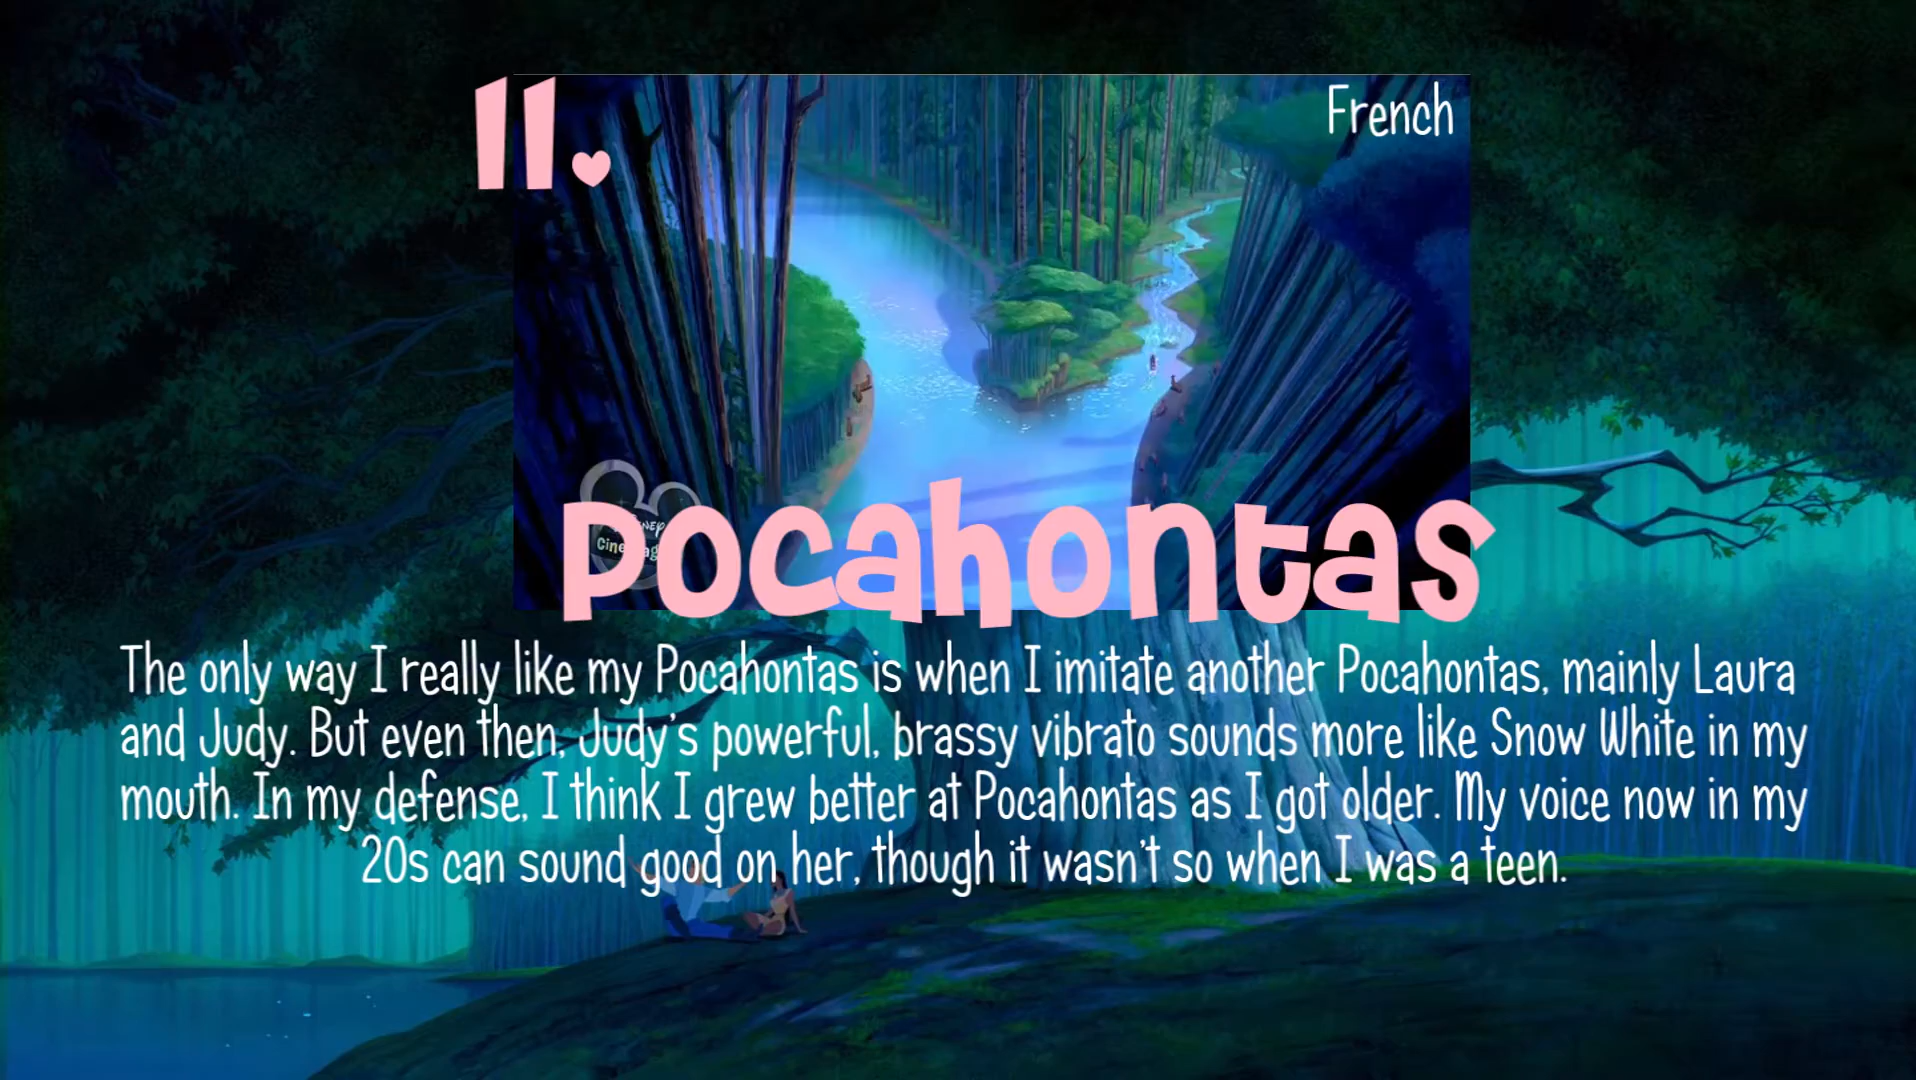 11.
French
Pocahontas
The only way I really like my Pocahontas is when I imitate another Pocahontas, mainly Laura
and Judy. But even then, Judy's powerful, brassy vibrato sounds more like Snow White in my
mouth. In my defense, I think I grew better at Pocahontas as I got older. My voice now in my
20s can sound good on her, though it wasn't so when I was a teen.